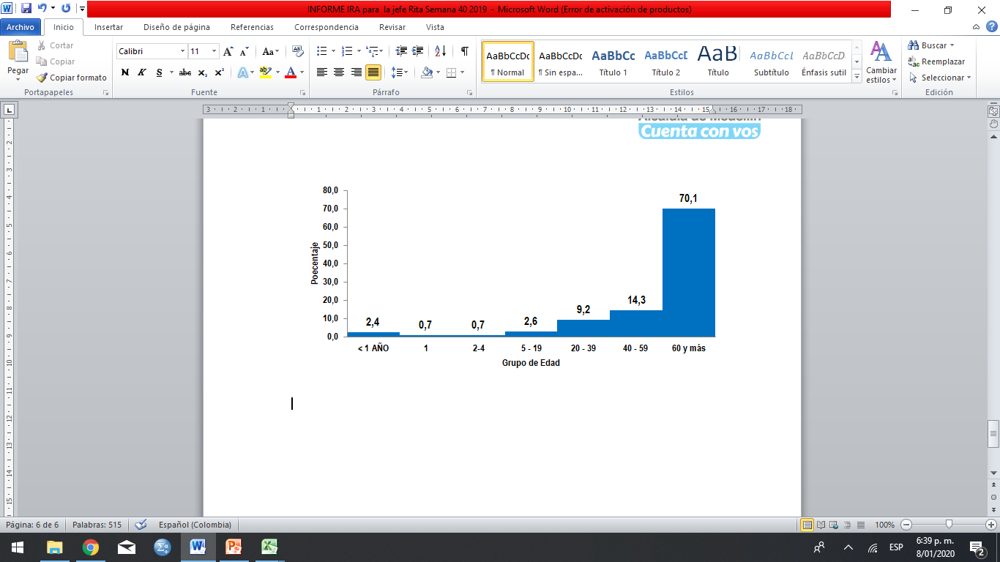 INFORME IRA para  la jefe Rita Semana 40 2019  -  Microsoft Word (Error de activación de productos)
Archivo Inicio Insertar Diseño de página Referencias Correspondencia Revisar Vista
Pegar
Cortar
Copiar
Copiar formato
Portapapeles
Calibri 11
N K S abc x₂ x²
Fuente
Párrafo
AaBbCcDc AaBbCcDc AaBbCc AaBbCcD AaB AaBbCcL AaBbCcD
¶ Normal ¶ Sin espa... Título 1 Título 2 Título Subtítulo Énfasis sutil
Estilos
Cambiar
estilos
Buscar
Reemplazar
Seleccionar
Edición
3 2 1 1 2 3 4 5 6 7 8 9 10 11 12 13 14 15 16 17 18
Alcaldía de Medellín
Cuenta con vos
80,0
70,0
60,0
50,0
40,0
30,0
20,0
10,0
0,0
Poecentaje
2,4 0,7 0,7 2,6 9,2 14,3 70,1
< 1 AÑO 1 2-4 5 - 19 20 - 39 40 - 59 60 y más
Grupo de Edad
Página: 6 de 6 Palabras: 515 Español (Colombia) 100%
ESP
6:39 p. m.
8/01/2020
2